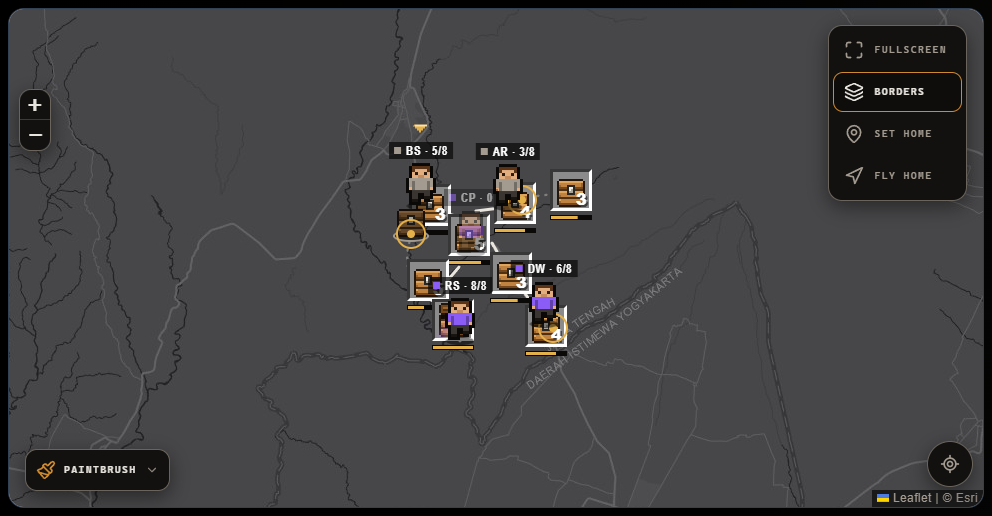 FULLSCREEN
BORDERS
SET HOME
FLY HOME
+
−
BS - 5/8
AR - 3/8
CP - 0
3
4
3
5
3
DW - 6/8
RS - 8/8
4
TENGAH
DAERAH ISTIMEWA YOGYAKARTA
PAINTBRUSH
Leaflet | © Esri